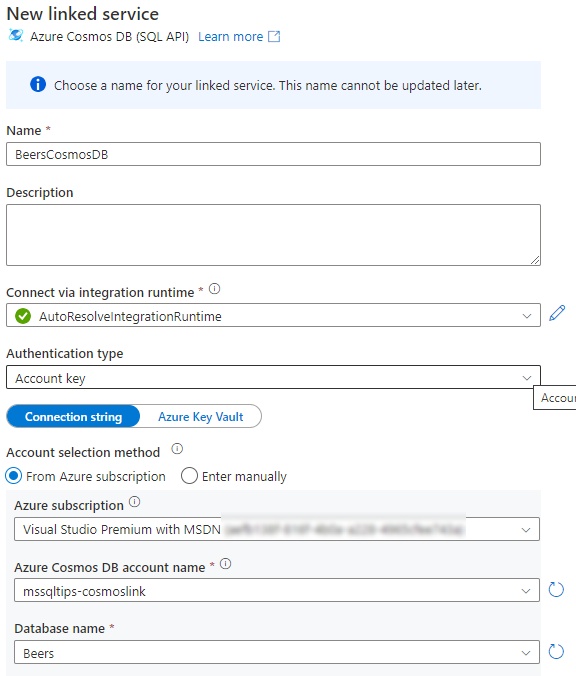 New linked service
Azure Cosmos DB (SQL API) Learn more
Choose a name for your linked service. This name cannot be updated later.
Name *
BeersCosmosDB
Description
Connect via integration runtime *
AutoResolveIntegrationRuntime
Authentication type
Account key
Accou
Connection string Azure Key Vault
Account selection method
From Azure subscription Enter manually
Azure subscription
Visual Studio Premium with MSDN
Azure Cosmos DB account name *
mssqltips-cosmoslink
Database name *
Beers